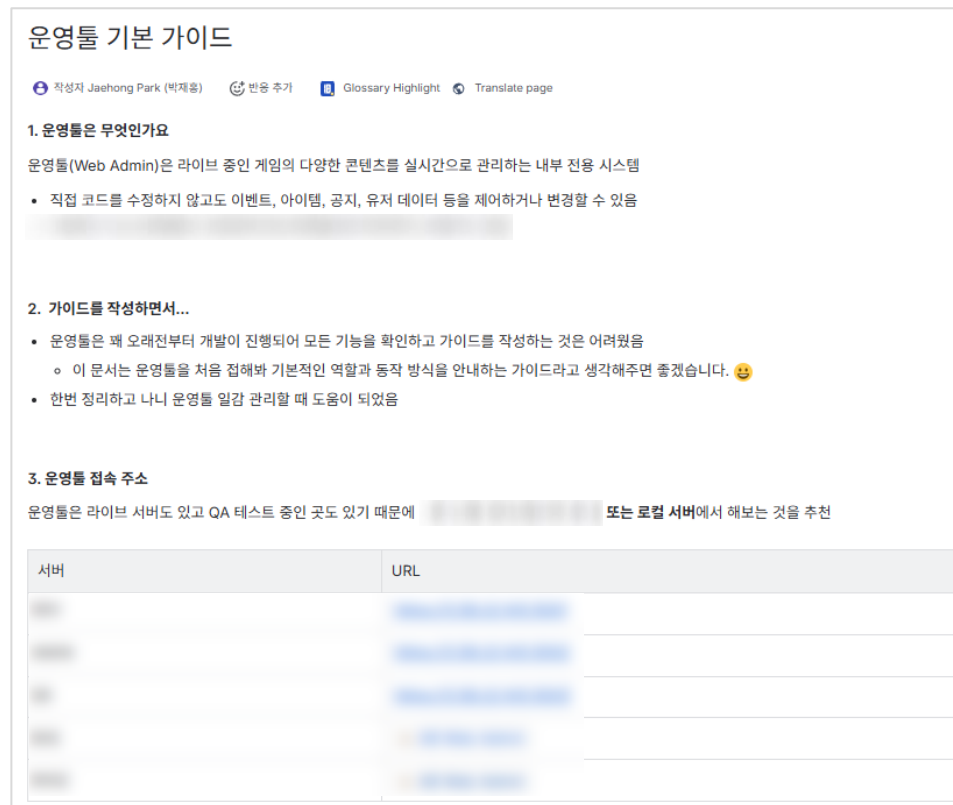 운영툴 기본 가이드
작성자 Jaehong Park (박재홍) 반응 추가 Glossary Highlight Translate page
1. 운영툴은 무엇인가요
운영툴(Web Admin)은 라이브 중인 게임의 다양한 콘텐츠를 실시간으로 관리하는 내부 전용 시스템
• 직접 코드를 수정하지 않고도 이벤트, 아이템, 공지, 유저 데이터 등을 제어하거나 변경할 수 있음
2. 가이드를 작성하면서...
• 운영툴은 꽤 오래전부터 개발이 진행되어 모든 기능을 확인하고 가이드를 작성하는 것은 어려웠음
◦ 이 문서는 운영툴을 처음 접해봐 기본적인 역할과 동작 방식을 안내하는 가이드라고 생각해주면 좋겠습니다. 😀
• 한번 정리하고 나니 운영툴 일감 관리할 때 도움이 되었음
3. 운영툴 접속 주소
운영툴은 라이브 서버도 있고 QA 테스트 중인 곳도 있기 때문에 또는 로컬 서버에서 해보는 것을 추천
서버 URL